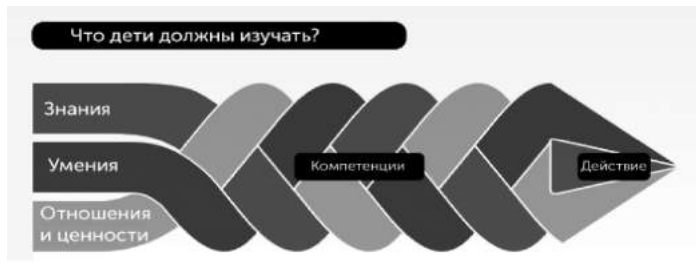 Что дети должны изучать?
Знания
Умения
Компетенции
Действие
Отношения
и ценности